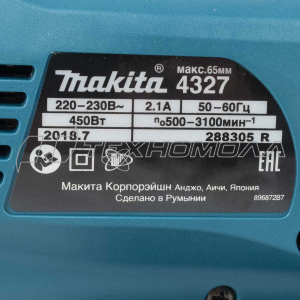 makita® макс.65мм 4327
220-230В~ 2.1А 50-60Гц
450Вт n₀500-3100мин⁻¹
2018.7 288305 R
ТЕХНОМОЛЛ
EAC
Макита Корпорэйшн Анджо, Аичи, Япония
Сделано в Румынии 896872B7